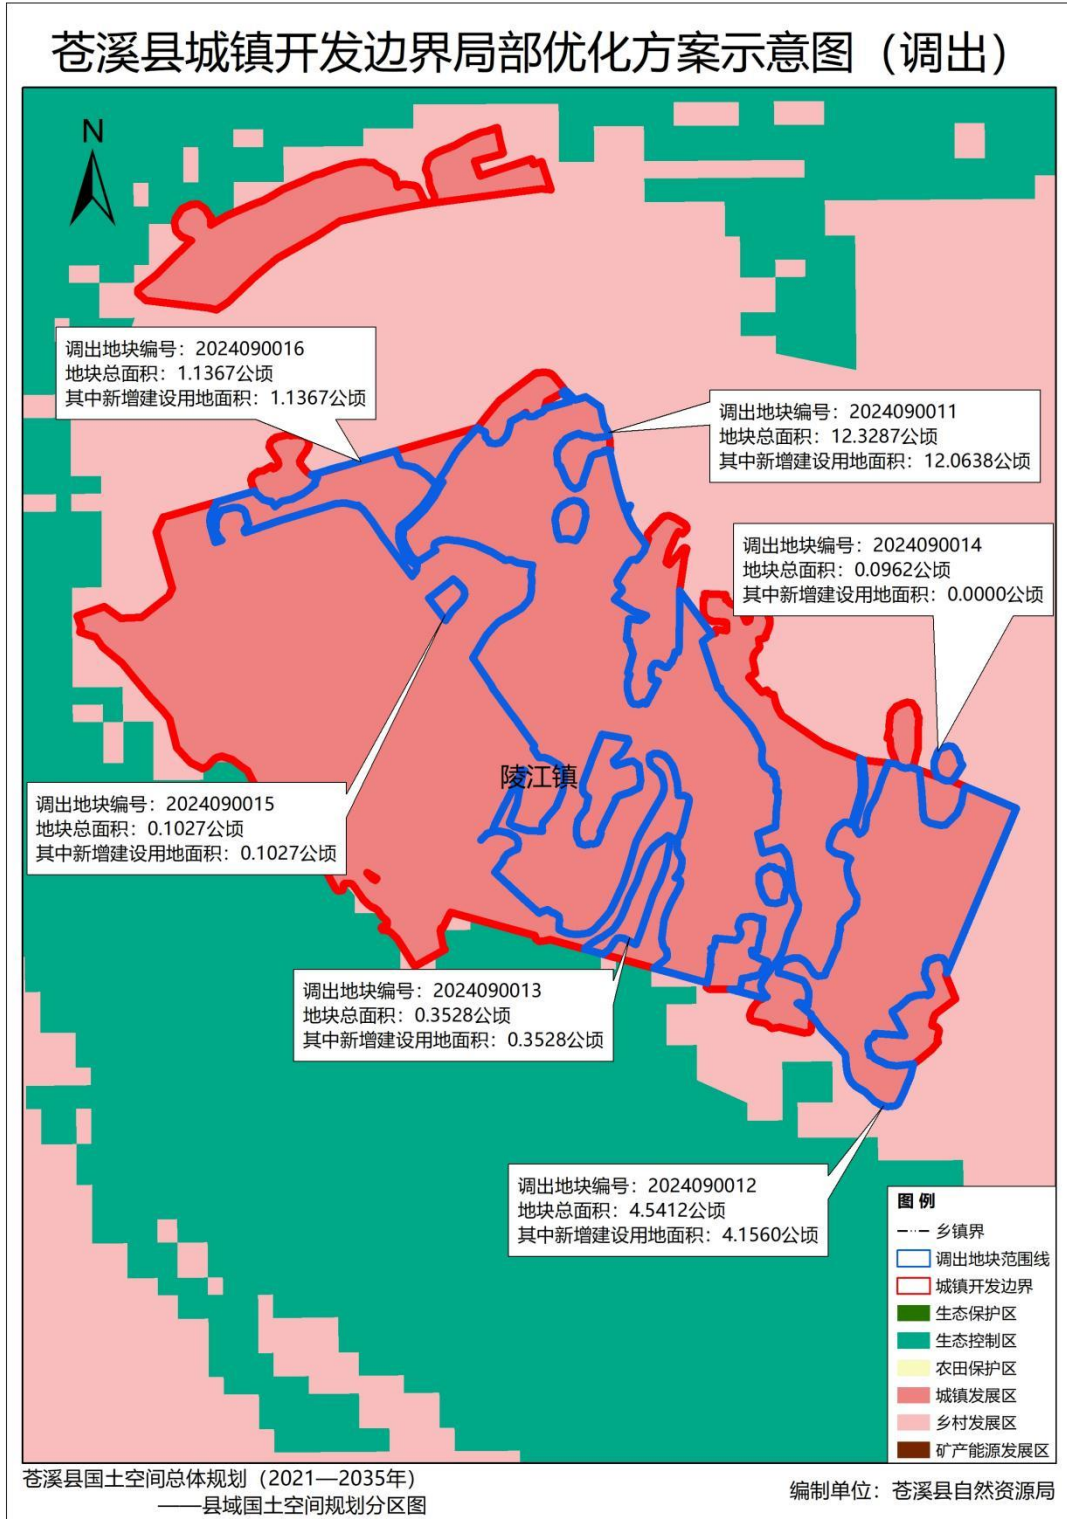 苍溪县城镇开发边界局部优化方案示意图（调出）
N
调出地块编号：2024090016
地块总面积：1.1367公顷
其中新增建设用地面积：1.1367公顷
调出地块编号：2024090011
地块总面积：12.3287公顷
其中新增建设用地面积：12.0638公顷
调出地块编号：2024090014
地块总面积：0.0962公顷
其中新增建设用地面积：0.0000公顷
陵江镇
调出地块编号：2024090015
地块总面积：0.1027公顷
其中新增建设用地面积：0.1027公顷
调出地块编号：2024090013
地块总面积：0.3528公顷
其中新增建设用地面积：0.3528公顷
调出地块编号：2024090012
地块总面积：4.5412公顷
其中新增建设用地面积：4.1560公顷
图例
乡镇界
调出地块范围线
城镇开发边界
生态保护区
生态控制区
农田保护区
城镇发展区
乡村发展区
矿产能源发展区
苍溪县国土空间总体规划（2021—2035年）
——县域国土空间规划分区图
编制单位：苍溪县自然资源局